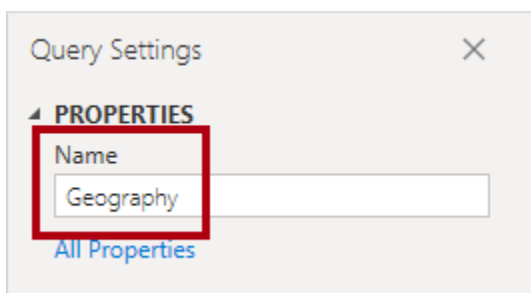 Query Settings
PROPERTIES
Name
Geography
All Properties